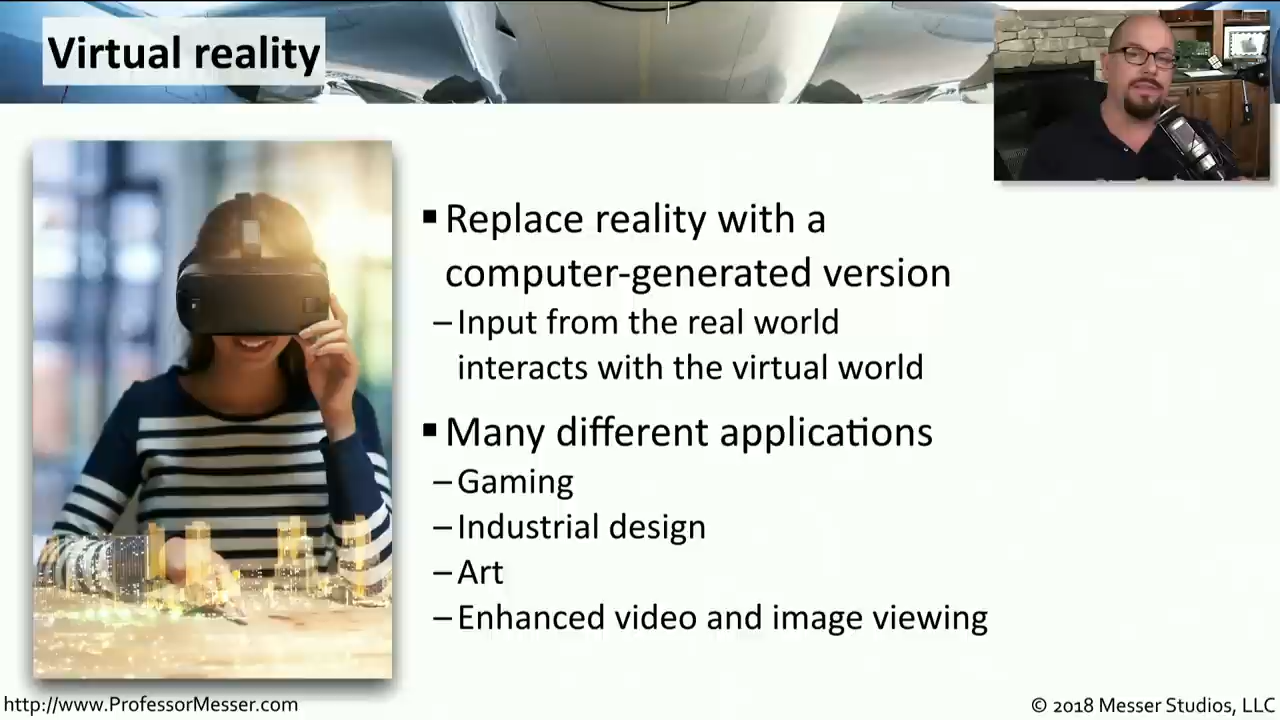 Virtual reality
▪ Replace reality with a
computer-generated version
– Input from the real world
interacts with the virtual world
▪ Many different applications
– Gaming
– Industrial design
– Art
– Enhanced video and image viewing
http://www.ProfessorMesser.com
© 2018 Messer Studios, LLC